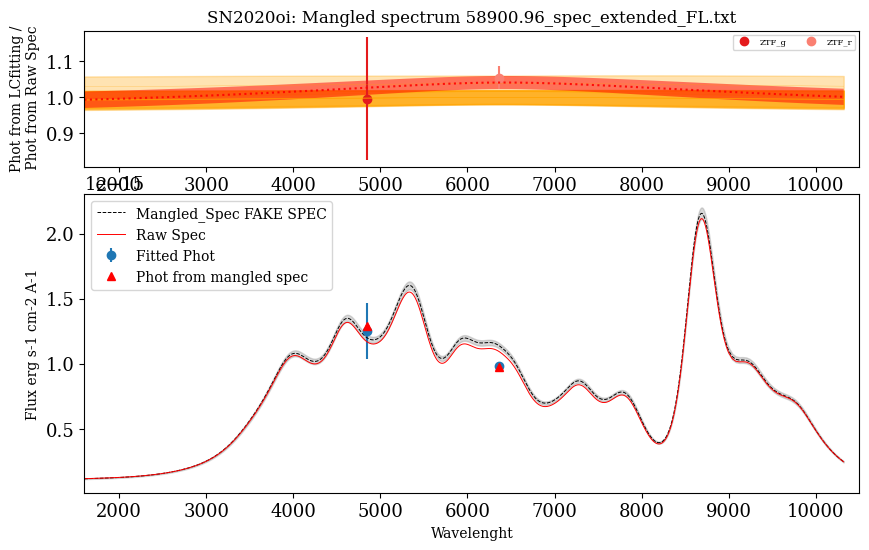 SN2020oi: Mangled spectrum 58900.96_spec_extended_FL.txt
Phot from LCfitting /
Phot from Raw Spec
1.1
1.0
0.9
ZTF_g
ZTF_r
2000 3000 4000 5000 6000 7000 8000 9000 10000
1e+15
Flux erg s-1 cm-2 A-1
2.0
1.5
1.0
0.5
Mangled_Spec FAKE SPEC
Raw Spec
Fitted Phot
Phot from mangled spec
2000 3000 4000 5000 6000 7000 8000 9000 10000
Wavelenght